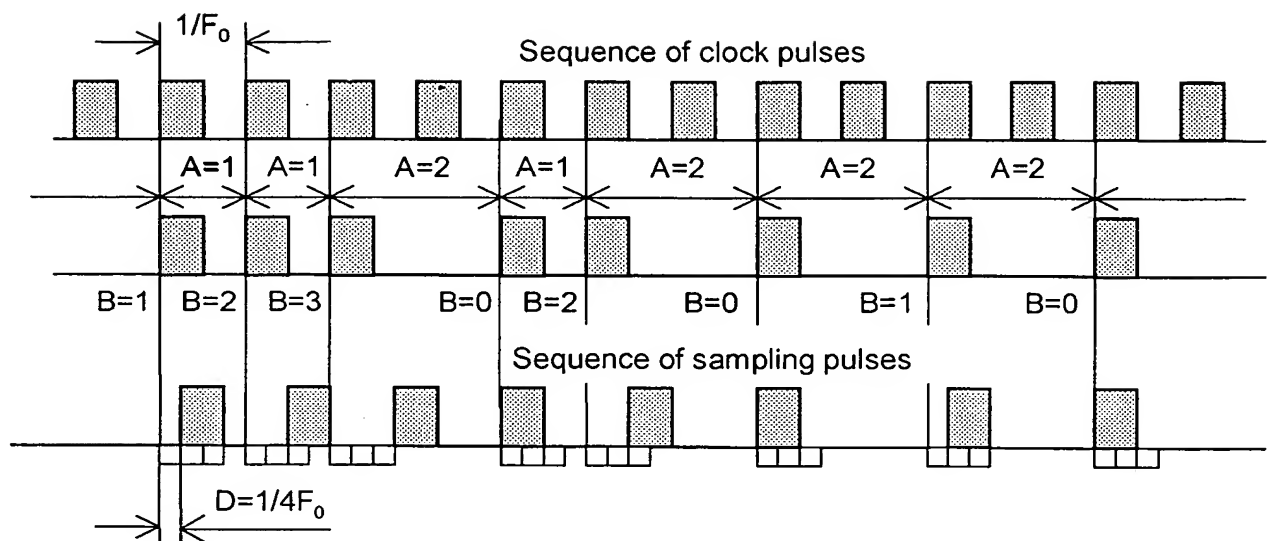 1/F₀
Sequence of clock pulses
A=1 A=1 A=2 A=1 A=2 A=2 A=2
B=1 B=2 B=3 B=0 B=2 B=0 B=1 B=0
Sequence of sampling pulses
D=1/4F₀